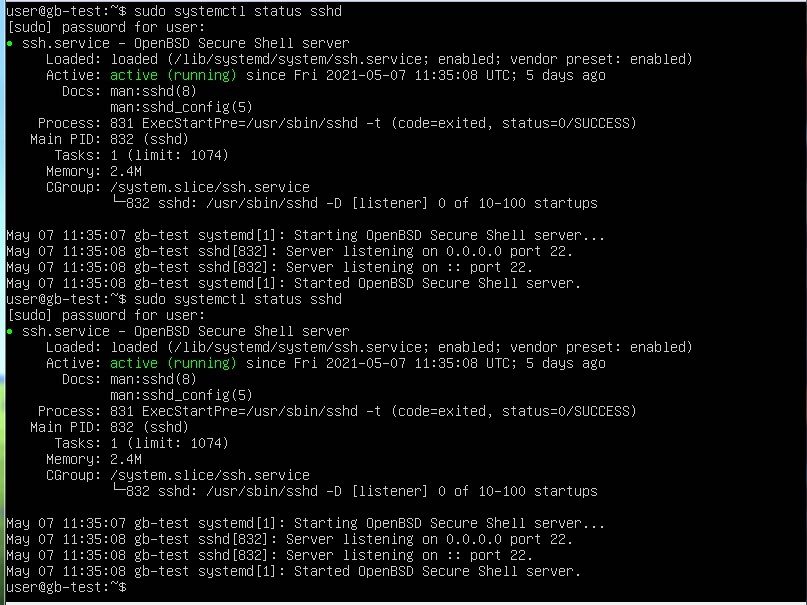 user@gb-test:~$ sudo systemctl status sshd
[sudo] password for user:
● ssh.service - OpenBSD Secure Shell server
     Loaded: loaded (/lib/systemd/system/ssh.service; enabled; vendor preset: enabled)
     Active: active (running) since Fri 2021-05-07 11:35:08 UTC; 5 days ago
       Docs: man:sshd(8)
             man:sshd_config(5)
    Process: 831 ExecStartPre=/usr/sbin/sshd -t (code=exited, status=0/SUCCESS)
   Main PID: 832 (sshd)
      Tasks: 1 (limit: 1074)
     Memory: 2.4M
     CGroup: /system.slice/ssh.service
             └─832 sshd: /usr/sbin/sshd -D [listener] 0 of 10-100 startups

May 07 11:35:07 gb-test systemd[1]: Starting OpenBSD Secure Shell server...
May 07 11:35:08 gb-test sshd[832]: Server listening on 0.0.0.0 port 22.
May 07 11:35:08 gb-test sshd[832]: Server listening on :: port 22.
May 07 11:35:08 gb-test systemd[1]: Started OpenBSD Secure Shell server.
user@gb-test:~$ sudo systemctl status sshd
[sudo] password for user:
● ssh.service - OpenBSD Secure Shell server
     Loaded: loaded (/lib/systemd/system/ssh.service; enabled; vendor preset: enabled)
     Active: active (running) since Fri 2021-05-07 11:35:08 UTC; 5 days ago
       Docs: man:sshd(8)
             man:sshd_config(5)
    Process: 831 ExecStartPre=/usr/sbin/sshd -t (code=exited, status=0/SUCCESS)
   Main PID: 832 (sshd)
      Tasks: 1 (limit: 1074)
     Memory: 2.4M
     CGroup: /system.slice/ssh.service
             └─832 sshd: /usr/sbin/sshd -D [listener] 0 of 10-100 startups

May 07 11:35:07 gb-test systemd[1]: Starting OpenBSD Secure Shell server...
May 07 11:35:08 gb-test sshd[832]: Server listening on 0.0.0.0 port 22.
May 07 11:35:08 gb-test sshd[832]: Server listening on :: port 22.
May 07 11:35:08 gb-test systemd[1]: Started OpenBSD Secure Shell server.
user@gb-test:~$